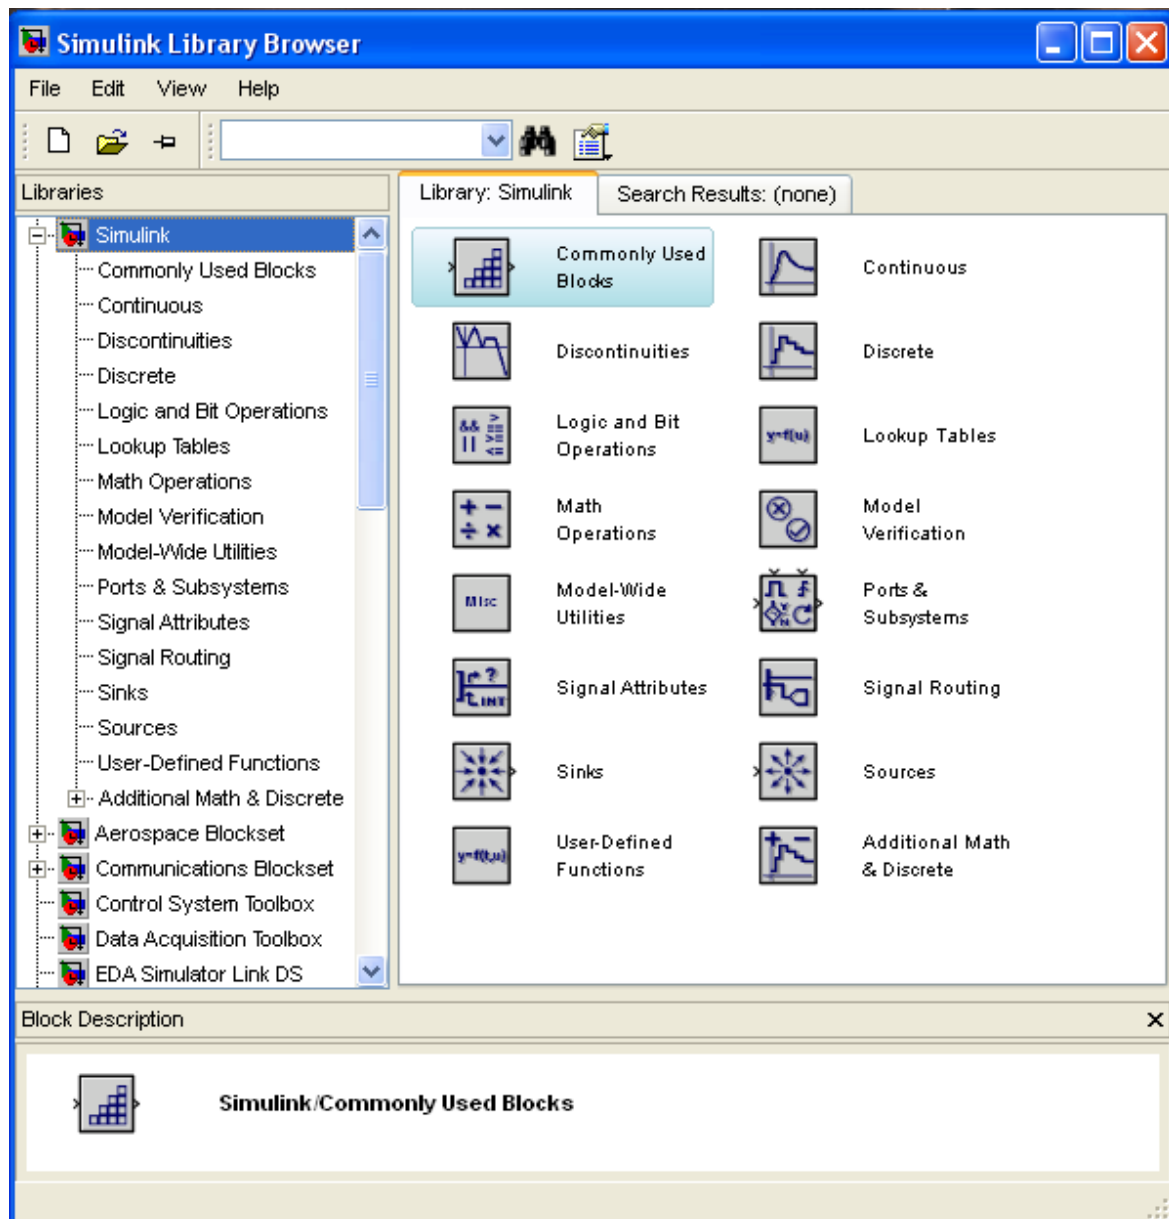 Simulink Library Browser
File Edit View Help
Libraries
Library: Simulink
Search Results: (none)
Simulink
Commonly Used Blocks
Continuous
Discontinuities
Discrete
Logic and Bit Operations
Lookup Tables
Math Operations
Model Verification
Model-Wide Utilities
Ports & Subsystems
Signal Attributes
Signal Routing
Sinks
Sources
User-Defined Functions
Additional Math & Discrete
Aerospace Blockset
Communications Blockset
Control System Toolbox
Data Acquisition Toolbox
EDA Simulator Link DS
Commonly Used
Blocks
Continuous
Discontinuities
Discrete
&& > == || >= <=
Logic and Bit
Operations
y=f(u)
Lookup Tables
+ − ÷ ×
Math
Operations
Model
Verification
Misc
Model-Wide
Utilities
Y N
Ports &
Subsystems
? INT
Signal Attributes
Signal Routing
Sinks
Sources
y=f(t,u)
User-Defined
Functions
+ −
Additional Math
& Discrete
Block Description
Simulink/Commonly Used Blocks